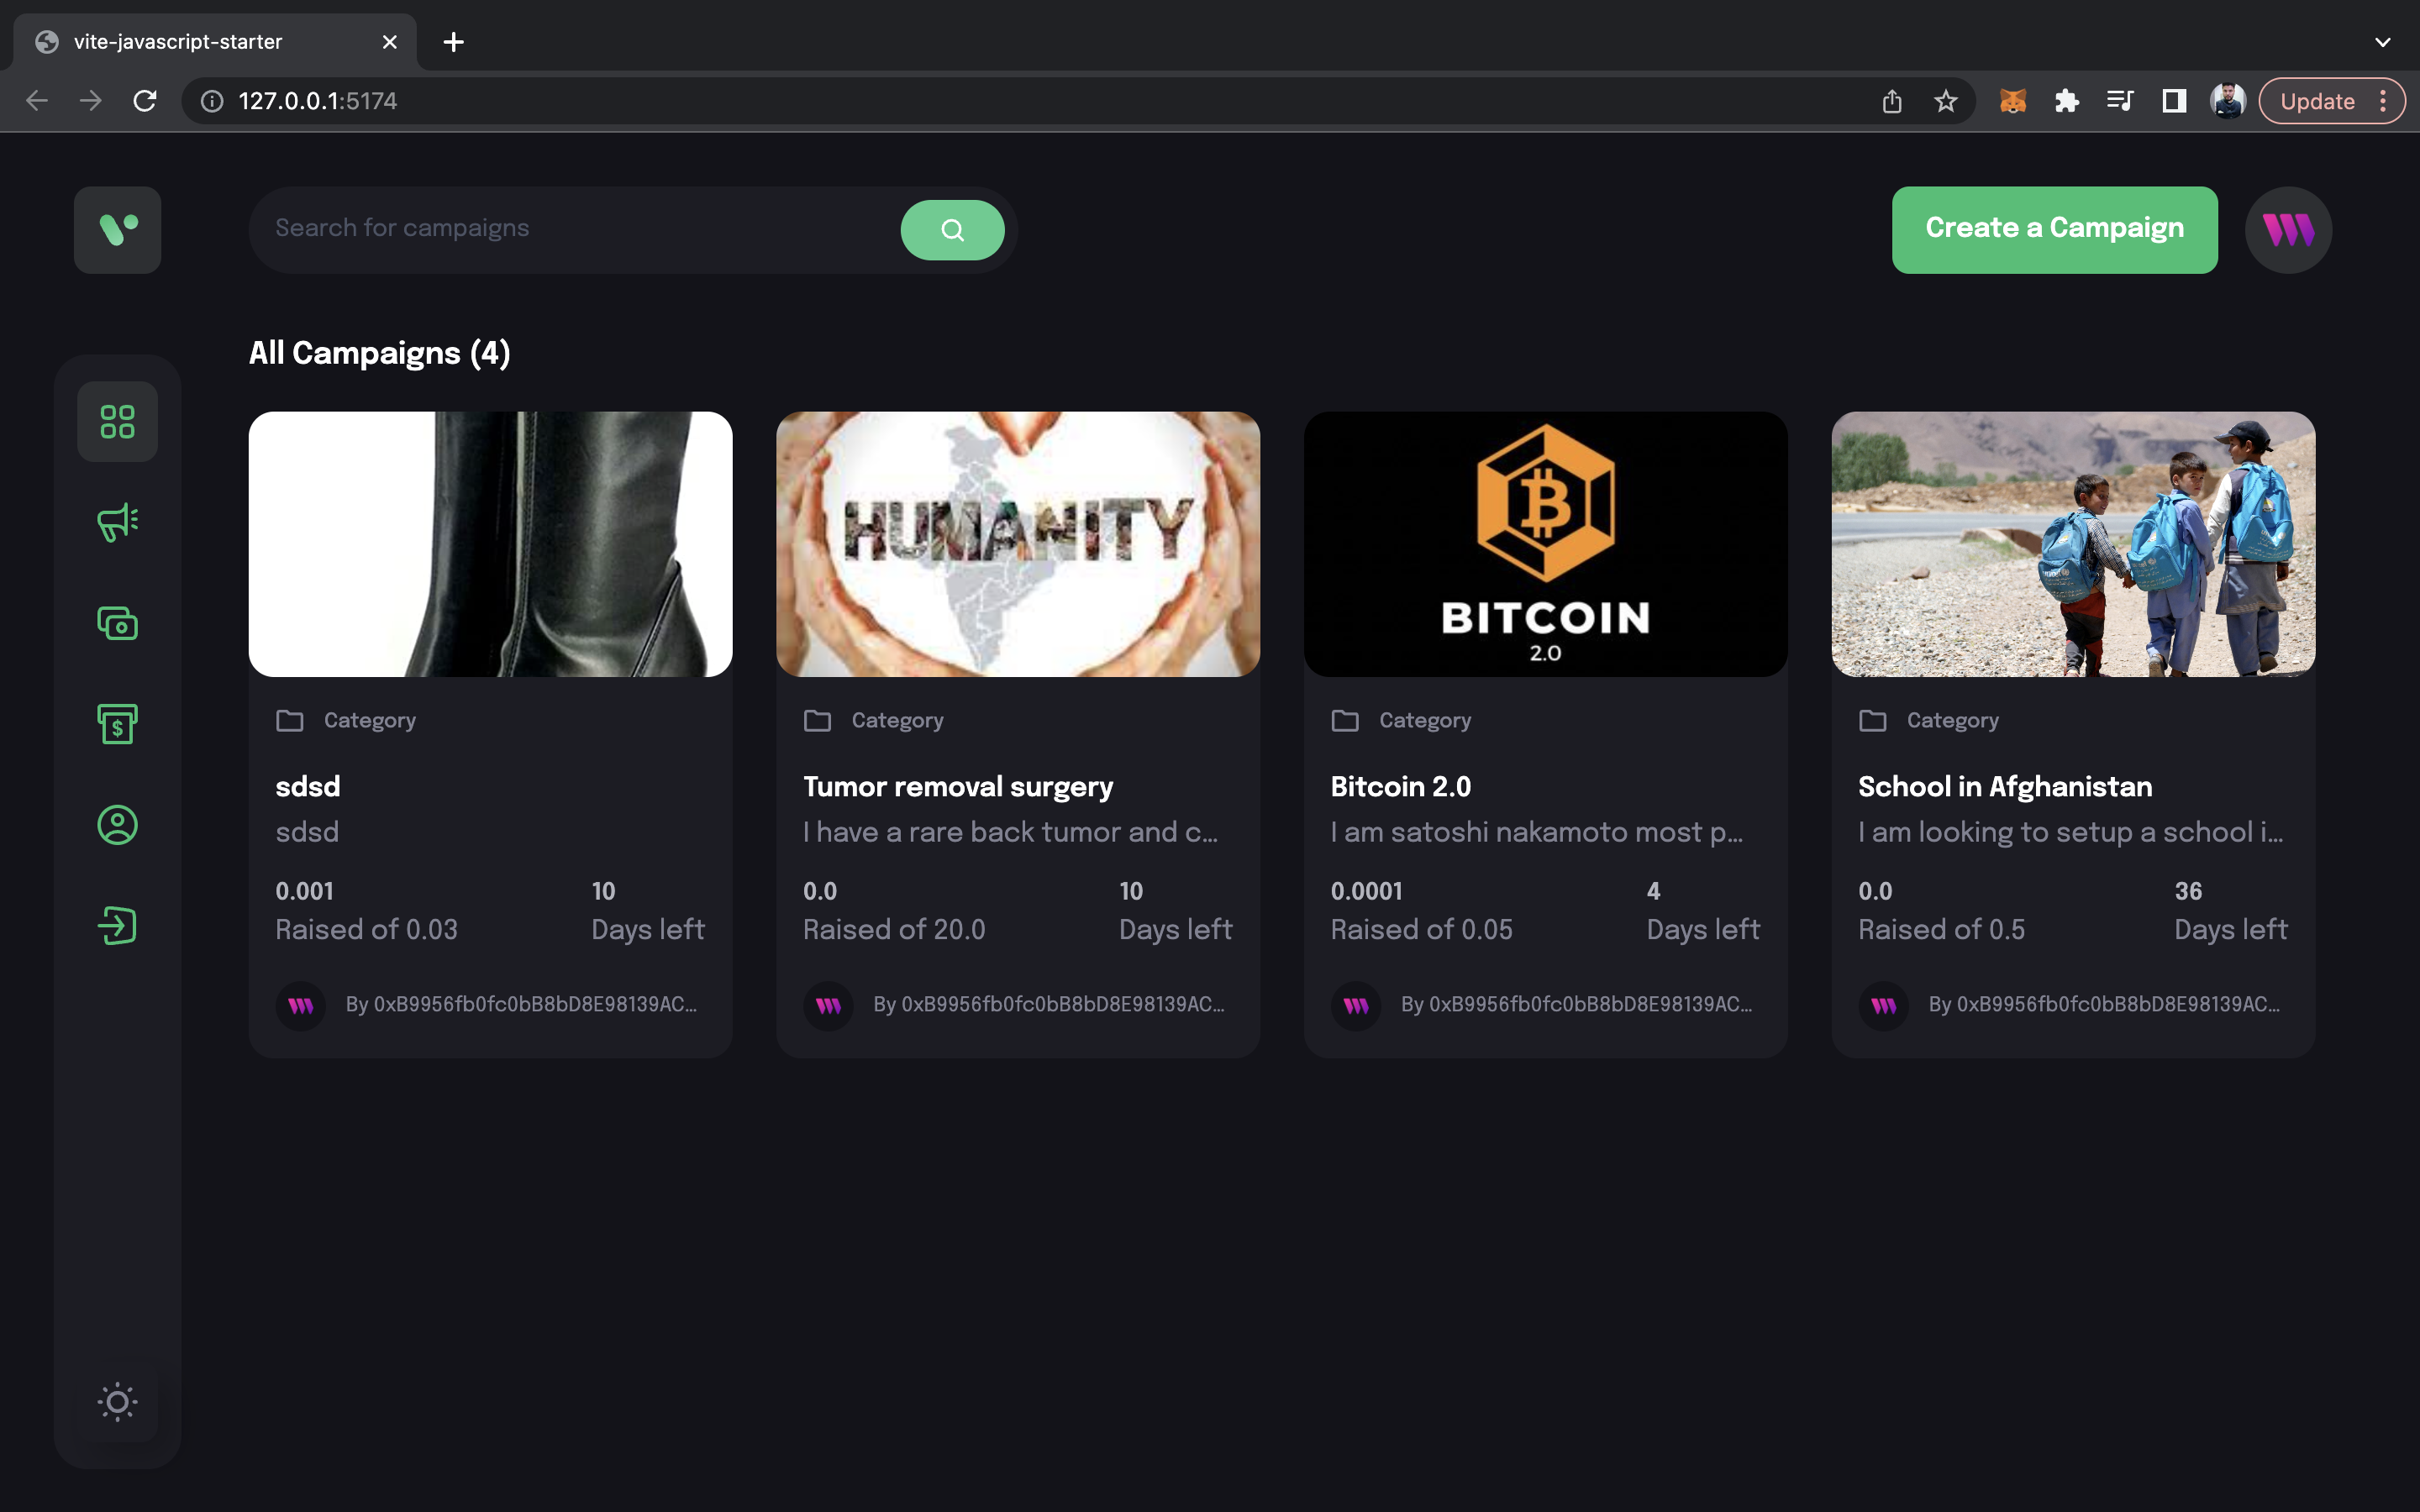 vite-javascript-starter
127.0.0.1:5174
Update
Search for campaigns
Create a Campaign
All Campaigns (4)
HUMANITY
BITCOIN
2.0
Category
Category
Category
Category
sdsd
Tumor removal surgery
Bitcoin 2.0
School in Afghanistan
sdsd
I have a rare back tumor and c...
I am satoshi nakamoto most p...
I am looking to setup a school i...
0.001
10
0.0
10
0.0001
4
0.0
36
Raised of 0.03
Days left
Raised of 20.0
Days left
Raised of 0.05
Days left
Raised of 0.5
Days left
By 0xB9956fb0fc0bB8bD8E98139AC...
By 0xB9956fb0fc0bB8bD8E98139AC...
By 0xB9956fb0fc0bB8bD8E98139AC...
By 0xB9956fb0fc0bB8bD8E98139AC...